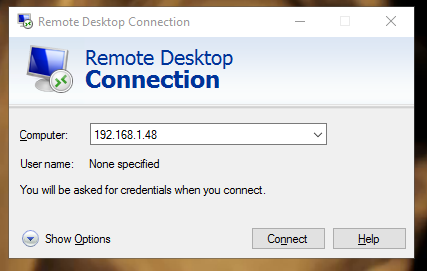 Remote Desktop Connection
Remote Desktop
Connection
Computer: 192.168.1.48
User name: None specified
You will be asked for credentials when you connect.
Show Options Connect Help